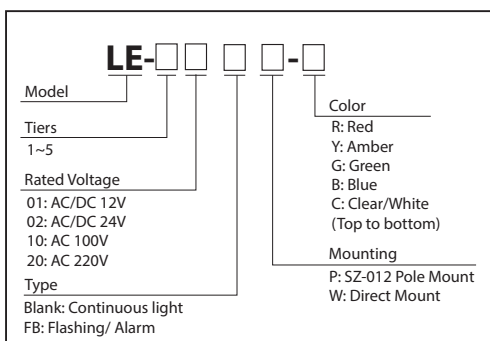 LE-□□ □ □-□
Model
Tiers
1~5
Rated Voltage
01: AC/DC 12V
02: AC/DC 24V
10: AC 100V
20: AC 220V
Type
Blank: Continuous light
FB: Flashing/ Alarm
Color
R: Red
Y: Amber
G: Green
B: Blue
C: Clear/White
(Top to bottom)
Mounting
P: SZ-012 Pole Mount
W: Direct Mount